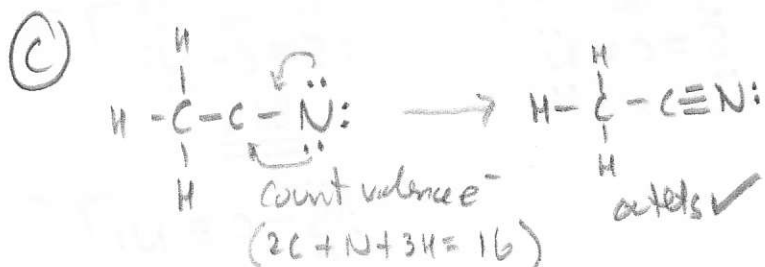 C
H H
H - C - C - N: → H - C - C ≡ N:
H H
count valence e⁻ octets ✓
(2C + N + 3H = 16)